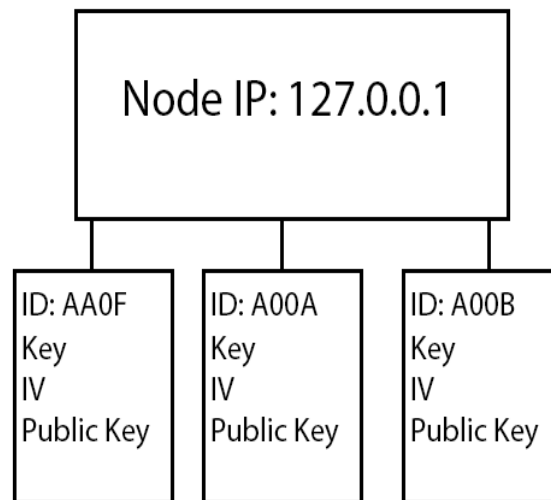 Node IP: 127.0.0.1
ID: AA0F
Key
IV
Public Key
ID: A00A
Key
IV
Public Key
ID: A00B
Key
IV
Public Key